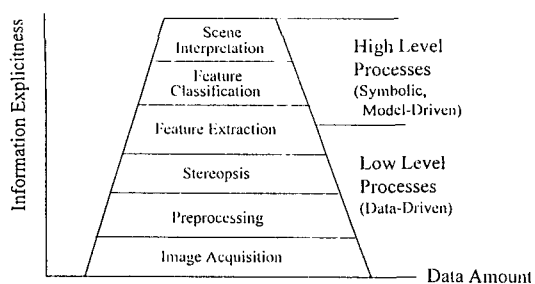 Information Explicitness
Scene
Interpretation
Feature
Classification
Feature Extraction
Stereopsis
Preprocessing
Image Acquisition
High Level
Processes
(Symbolic,
Model-Driven)
Low Level
Processes
(Data-Driven)
Data Amount